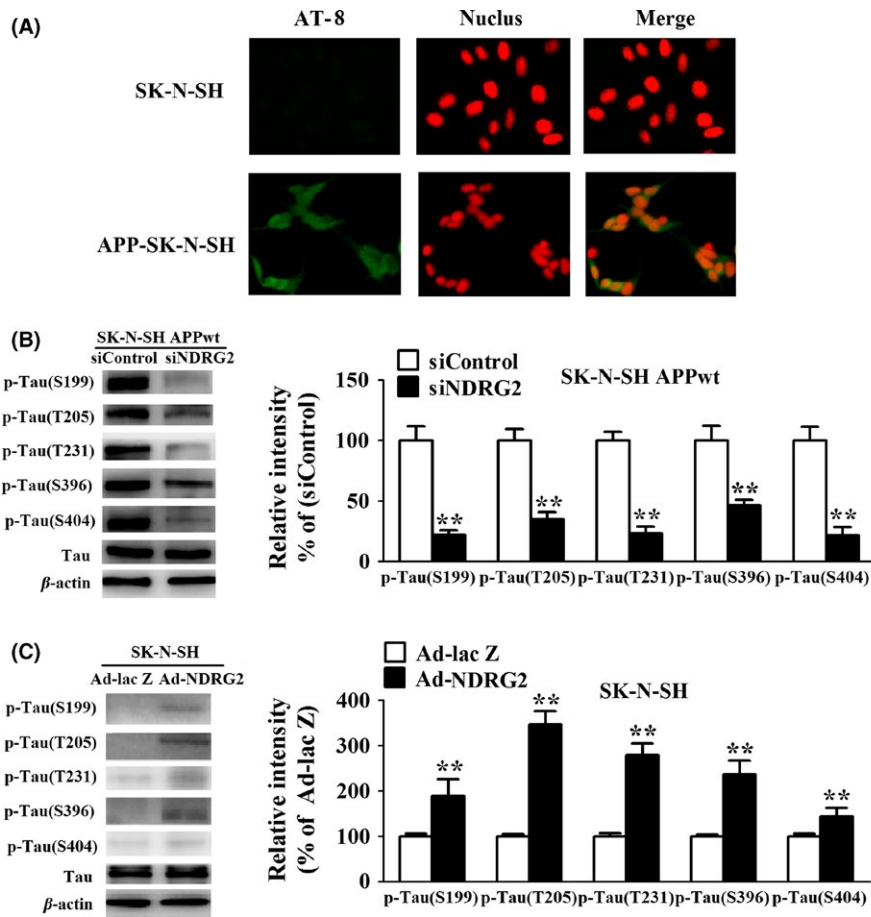 (A)
AT-8 Nuclus Merge
SK-N-SH
APP-SK-N-SH
(B)
SK-N-SH APPwt
siControl siNDRG2
p-Tau(S199)
p-Tau(T205)
p-Tau(T231)
p-Tau(S396)
p-Tau(S404)
Tau
β-actin
siControl
siNDRG2
SK-N-SH APPwt
Relative intensity
% of (siControl)
150
100
50
0
** ** ** ** **
p-Tau(S199) p-Tau(T205) p-Tau(T231) p-Tau(S396) p-Tau(S404)
(C)
SK-N-SH
Ad-lac Z Ad-NDRG2
p-Tau(S199)
p-Tau(T205)
p-Tau(T231)
p-Tau(S396)
p-Tau(S404)
Tau
β-actin
Ad-lac Z
Ad-NDRG2
SK-N-SH
Relative intensity
(% of Ad-lac Z)
400
300
200
100
0
** ** ** ** **
p-Tau(S199) p-Tau(T205) p-Tau(T231) p-Tau(S396) p-Tau(S404)